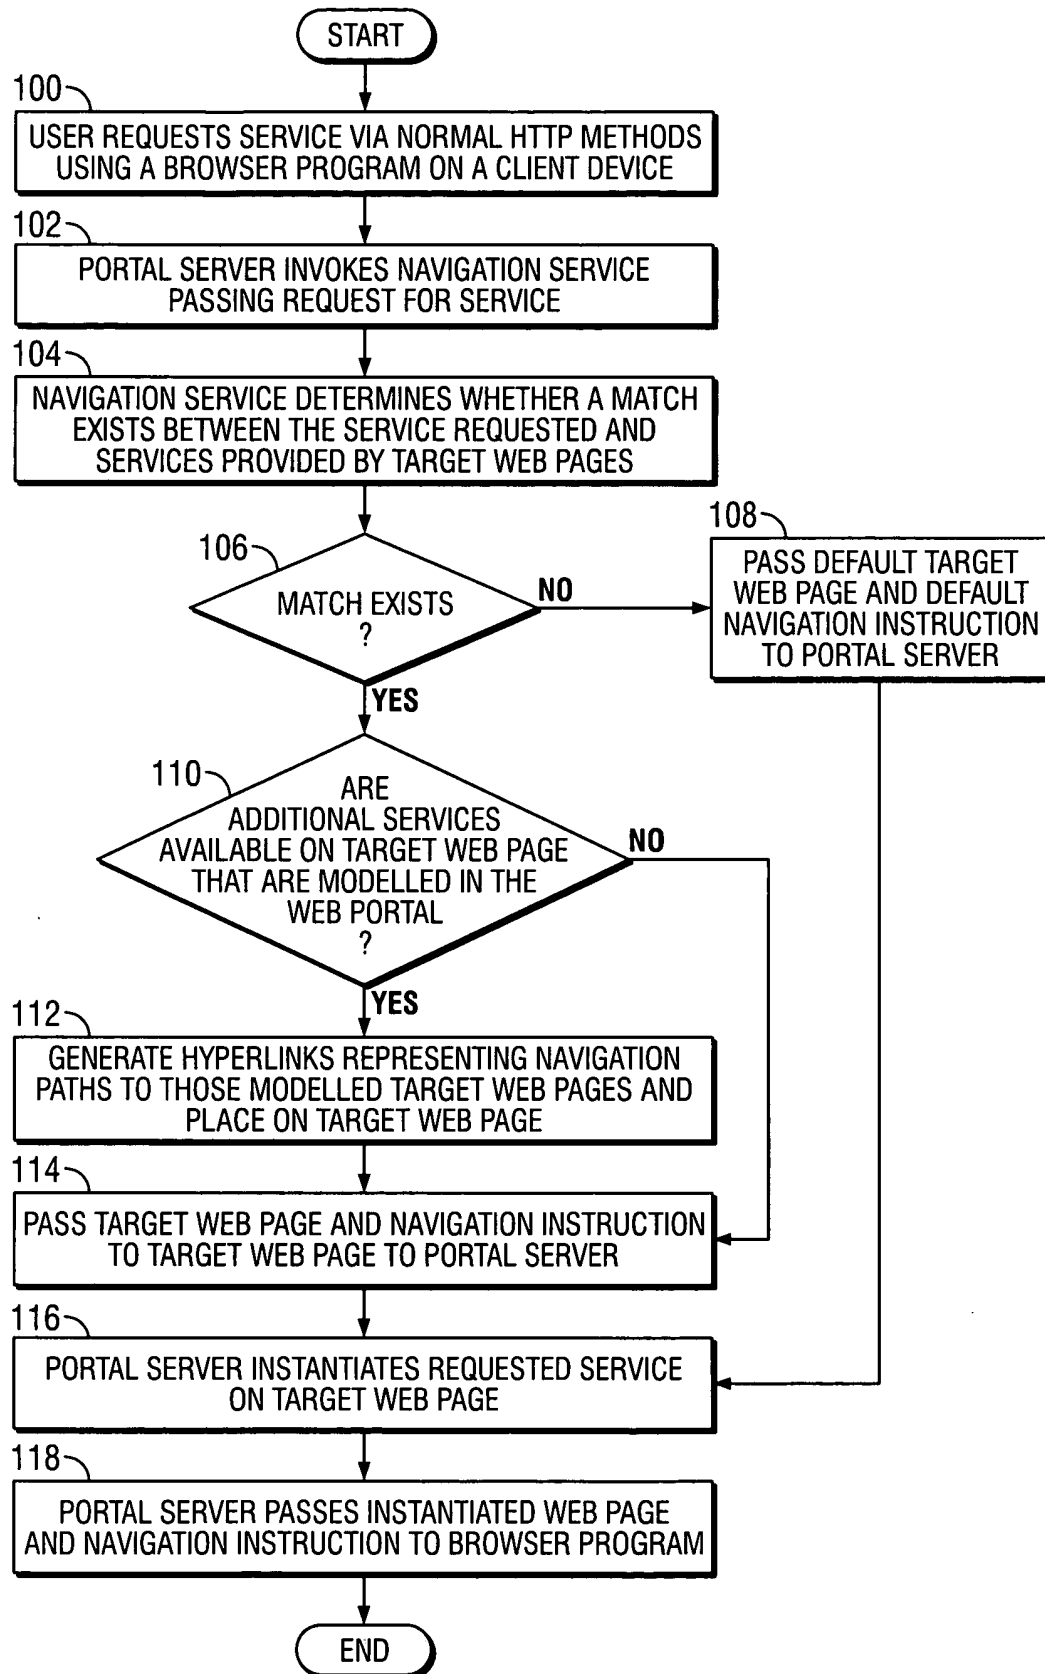 START
100
USER REQUESTS SERVICE VIA NORMAL HTTP METHODS
USING A BROWSER PROGRAM ON A CLIENT DEVICE
102
PORTAL SERVER INVOKES NAVIGATION SERVICE
PASSING REQUEST FOR SERVICE
104
NAVIGATION SERVICE DETERMINES WHETHER A MATCH
EXISTS BETWEEN THE SERVICE REQUESTED AND
SERVICES PROVIDED BY TARGET WEB PAGES
106
MATCH EXISTS
?
NO
108
PASS DEFAULT TARGET
WEB PAGE AND DEFAULT
NAVIGATION INSTRUCTION
TO PORTAL SERVER
YES
110
ARE
ADDITIONAL SERVICES
AVAILABLE ON TARGET WEB PAGE
THAT ARE MODELLED IN THE
WEB PORTAL
?
NO
YES
112
GENERATE HYPERLINKS REPRESENTING NAVIGATION
PATHS TO THOSE MODELLED TARGET WEB PAGES AND
PLACE ON TARGET WEB PAGE
114
PASS TARGET WEB PAGE AND NAVIGATION INSTRUCTION
TO TARGET WEB PAGE TO PORTAL SERVER
116
PORTAL SERVER INSTANTIATES REQUESTED SERVICE
ON TARGET WEB PAGE
118
PORTAL SERVER PASSES INSTANTIATED WEB PAGE
AND NAVIGATION INSTRUCTION TO BROWSER PROGRAM
END